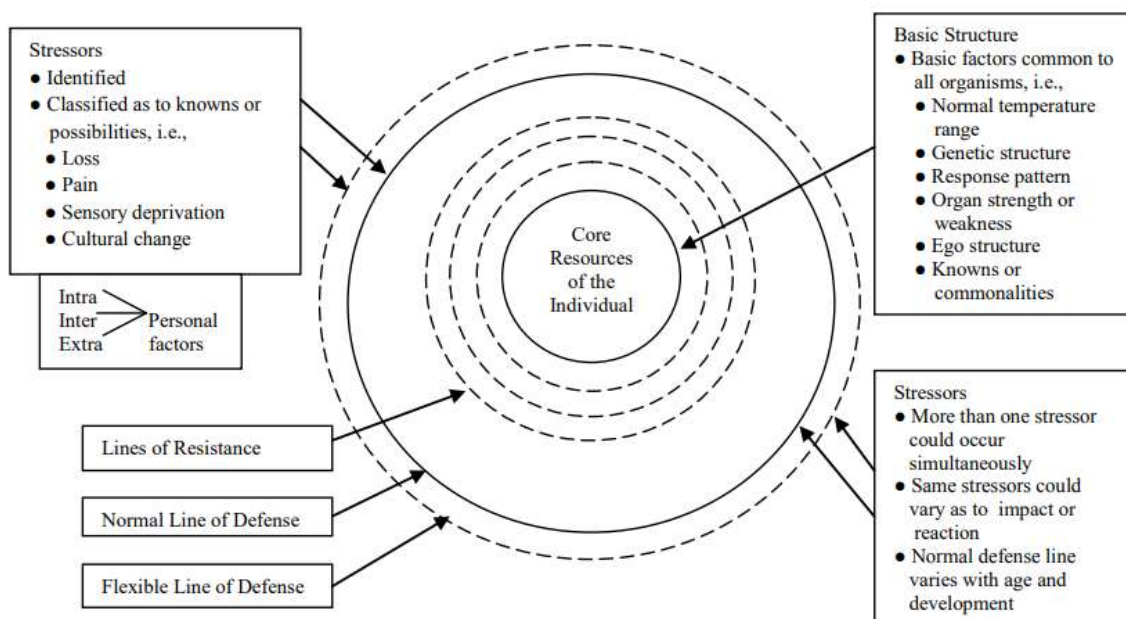 Stressors
● Identified
● Classified as to knowns or
possibilities, i.e.,
● Loss
● Pain
● Sensory deprivation
● Cultural change
Intra
Inter
Extra
Personal
factors
Lines of Resistance
Normal Line of Defense
Flexible Line of Defense
Core
Resources
of the
Individual
Basic Structure
● Basic factors common to
all organisms, i.e.,
● Normal temperature
range
● Genetic structure
● Response pattern
● Organ strength or
weakness
● Ego structure
● Knowns or
commonalities
Stressors
● More than one stressor
could occur
simultaneously
● Same stressors could
vary as to impact or
reaction
● Normal defense line
varies with age and
development